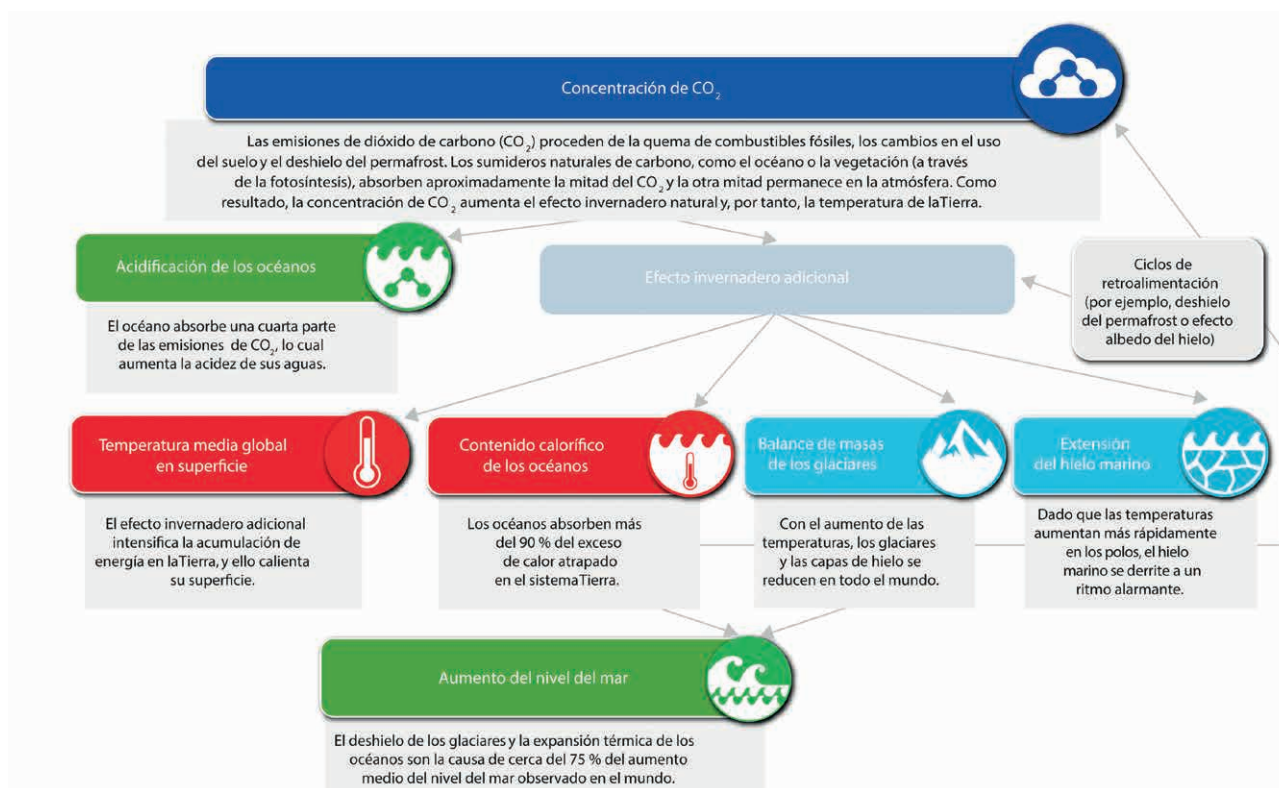 Concentración de CO₂
Las emisiones de dióxido de carbono (CO₂) proceden de la quema de combustibles fósiles, los cambios en el uso
del suelo y el deshielo del permafrost. Los sumideros naturales de carbono, como el océano o la vegetación (a través
de la fotosíntesis), absorben aproximadamente la mitad del CO₂ y la otra mitad permanece en la atmósfera. Como
resultado, la concentración de CO₂ aumenta el efecto invernadero natural y, por tanto, la temperatura de laTierra.
Acidificación de los océanos
El océano absorbe una cuarta parte
de las emisiones de CO₂, lo cual
aumenta la acidez de sus aguas.
Efecto invernadero adicional
Ciclos de
retroalimentación
(por ejemplo, deshielo
del permafrost o efecto
albedo del hielo)
Temperatura media global
en superficie
El efecto invernadero adicional
intensifica la acumulación de
energía en laTierra, y ello calienta
su superficie.
Contenido calorífico
de los océanos
Los océanos absorben más
del 90 % del exceso
de calor atrapado
en el sistemaTierra.
Balance de masas
de los glaciares
Con el aumento de las
temperaturas, los glaciares
y las capas de hielo se
reducen en todo el mundo.
Extensión
del hielo marino
Dado que las temperaturas
aumentan más rápidamente
en los polos, el hielo
marino se derrite a un
ritmo alarmante.
Aumento del nivel del mar
El deshielo de los glaciares y la expansión térmica de los
océanos son la causa de cerca del 75 % del aumento
medio del nivel del mar observado en el mundo.